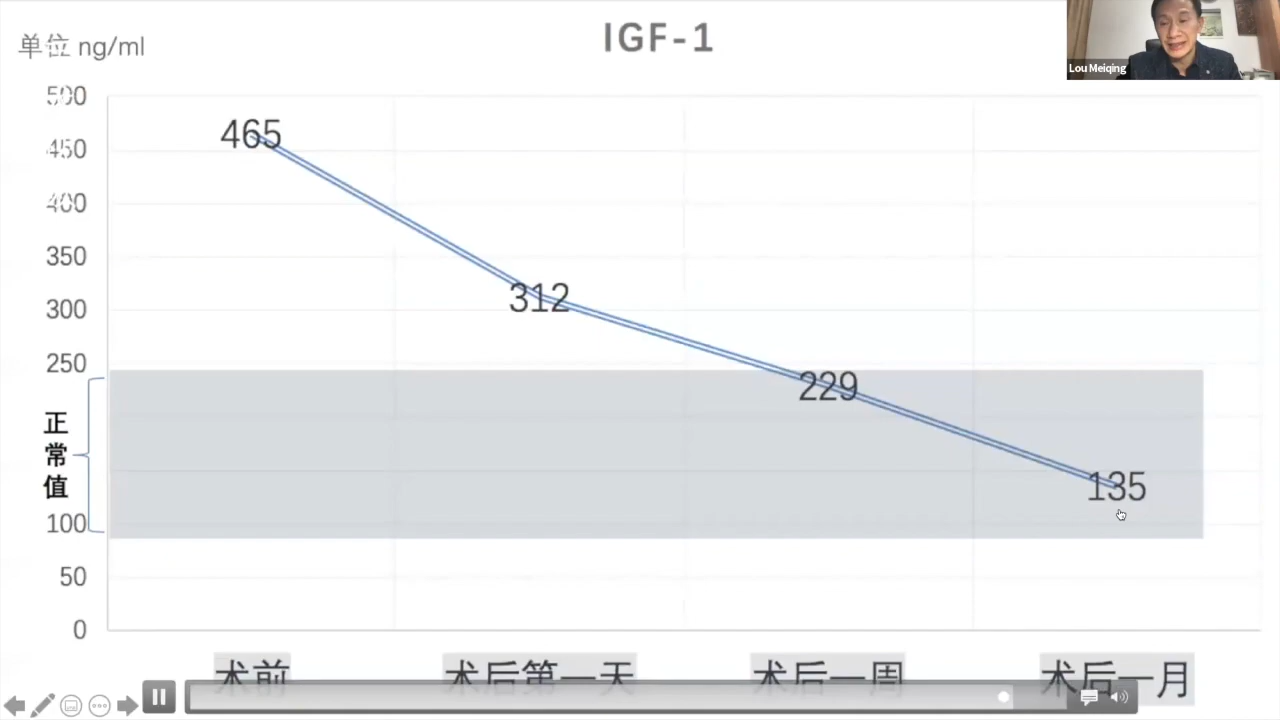 单位 ng/ml
IGF-1
Lou Meiqing
500
450
400
350
300
250
正
常
值
100
50
0
465
312
229
135
术前
术后第一天
术后一周
术后一月